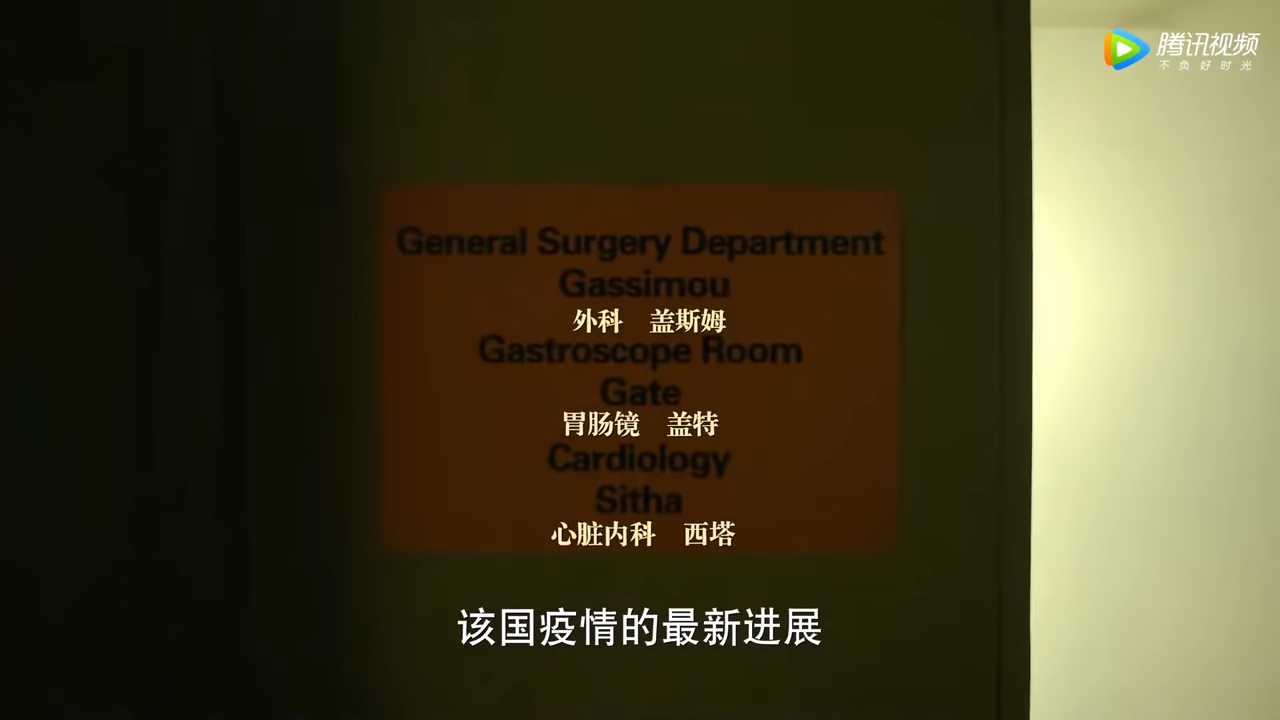 腾讯视频
不负好时光
General Surgery Department
Gassimou
外科 盖斯姆
Gastroscope Room
Gate
胃肠镜 盖特
Cardiology
Sitha
心脏内科 西塔
该国疫情的最新进展